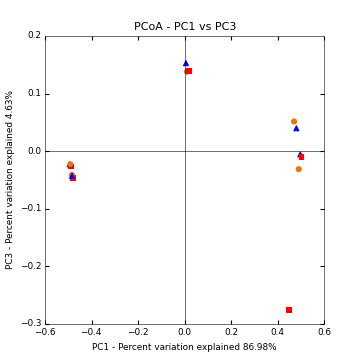 PCoA - PC1 vs PC3
0.2
0.1
0.0
−0.1
−0.2
−0.3
PC3 - Percent variation explained 4.63%
−0.6 −0.4 −0.2 0.0 0.2 0.4 0.6
PC1 - Percent variation explained 86.98%